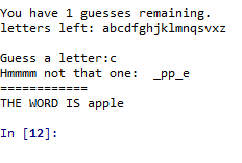 You have 1 guesses remaining.
letters left: abcdfghjklmnqsvxz
Guess a letter:c
Hmmmm not that one:  _pp_e
============
THE WORD IS apple
In [12]: